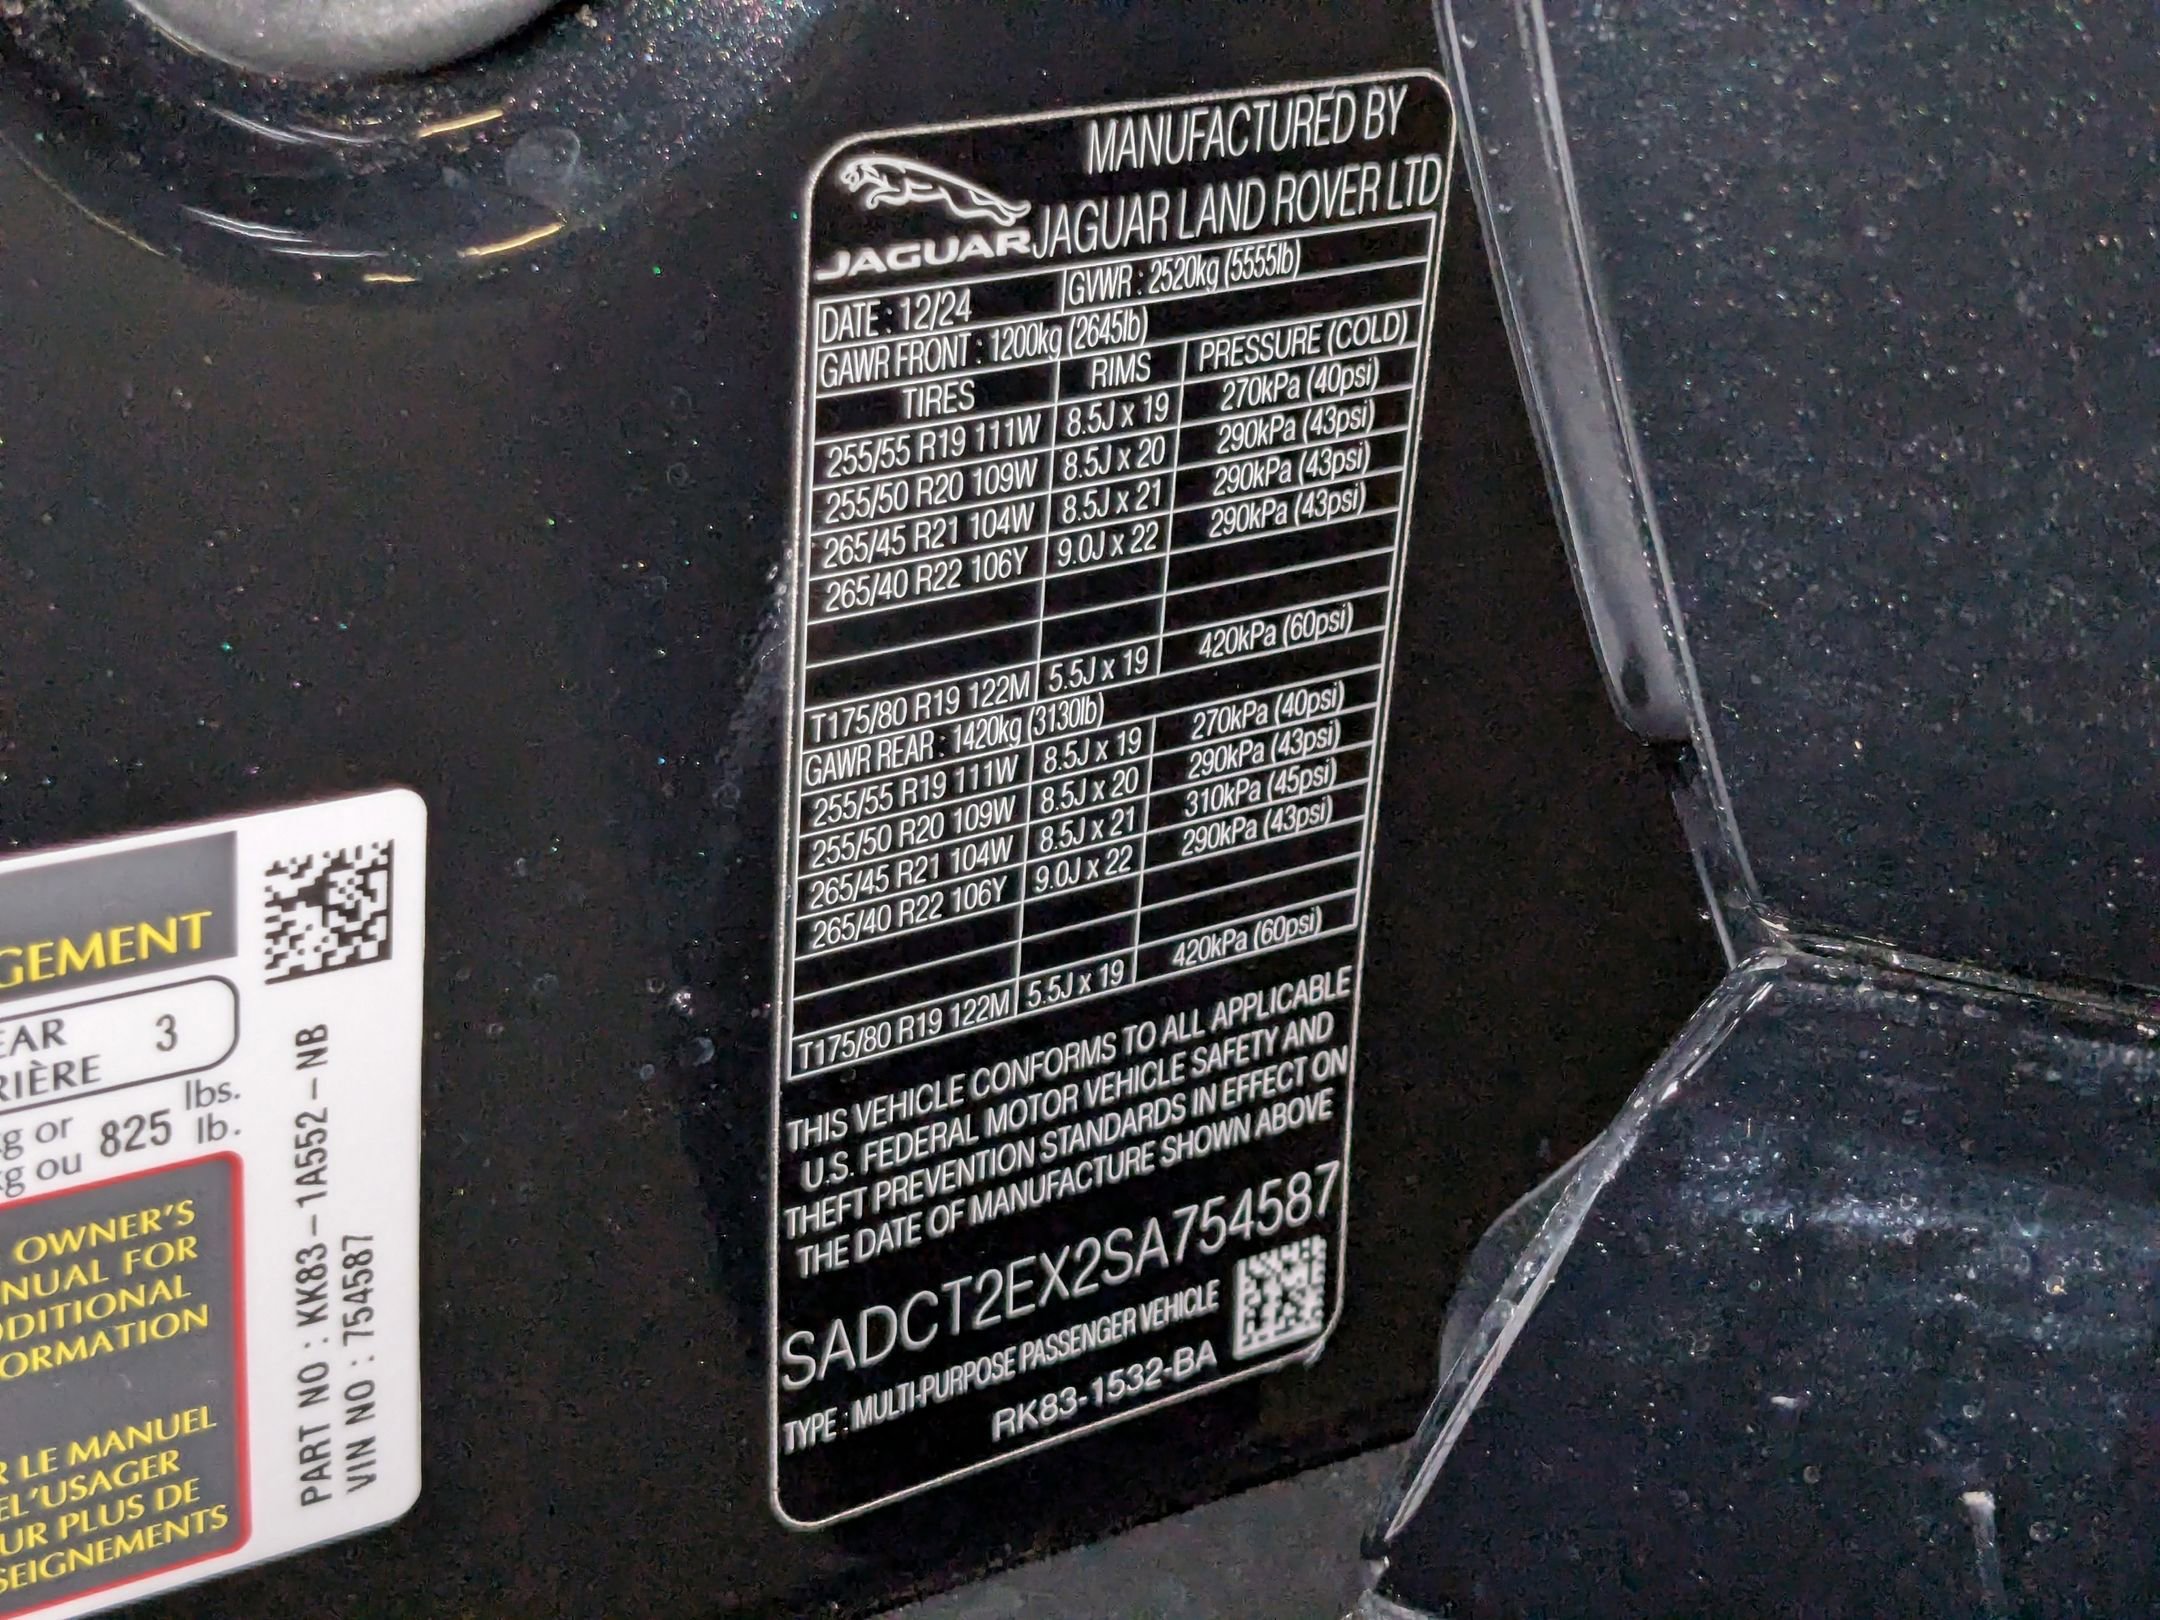 MANUFACTURED BY
JAGUAR JAGUAR LAND ROVER LTD
DATE : 12/24 GVWR : 2520kg (5555lb)
GAWR FRONT : 1200kg (2645lb)
TIRES RIMS PRESSURE (COLD)
255/55 R19 111W 8.5J x 19 270kPa (40psi)
255/50 R20 109W 8.5J x 20 290kPa (43psi)
265/45 R21 104W 8.5J x 21 290kPa (43psi)
265/40 R22 106Y 9.0J x 22 290kPa (43psi)
T175/80 R19 122M 5.5J x 19 420kPa (60psi)
GAWR REAR : 1420kg (3130lb)
255/55 R19 111W 8.5J x 19 270kPa (40psi)
255/50 R20 109W 8.5J x 20 290kPa (43psi)
265/45 R21 104W 8.5J x 21 310kPa (45psi)
265/40 R22 106Y 9.0J x 22 290kPa (43psi)
T175/80 R19 122M 5.5J x 19 420kPa (60psi)
THIS VEHICLE CONFORMS TO ALL APPLICABLE
U.S. FEDERAL MOTOR VEHICLE SAFETY AND
THEFT PREVENTION STANDARDS IN EFFECT ON
THE DATE OF MANUFACTURE SHOWN ABOVE
SADCT2EX2SA754587
TYPE : MULTI-PURPOSE PASSENGER VEHICLE
RK83-1532-BA
GEMENT
EAR 3
RIÈRE
kg or 825 lbs.
kg ou lb.
OWNER'S
NUAL FOR
DDITIONAL
ORMATION
R LE MANUEL
EL'USAGER
UR PLUS DE
SEIGNEMENTS
PART NO : KK83-1A552-NB
VIN NO : 754587